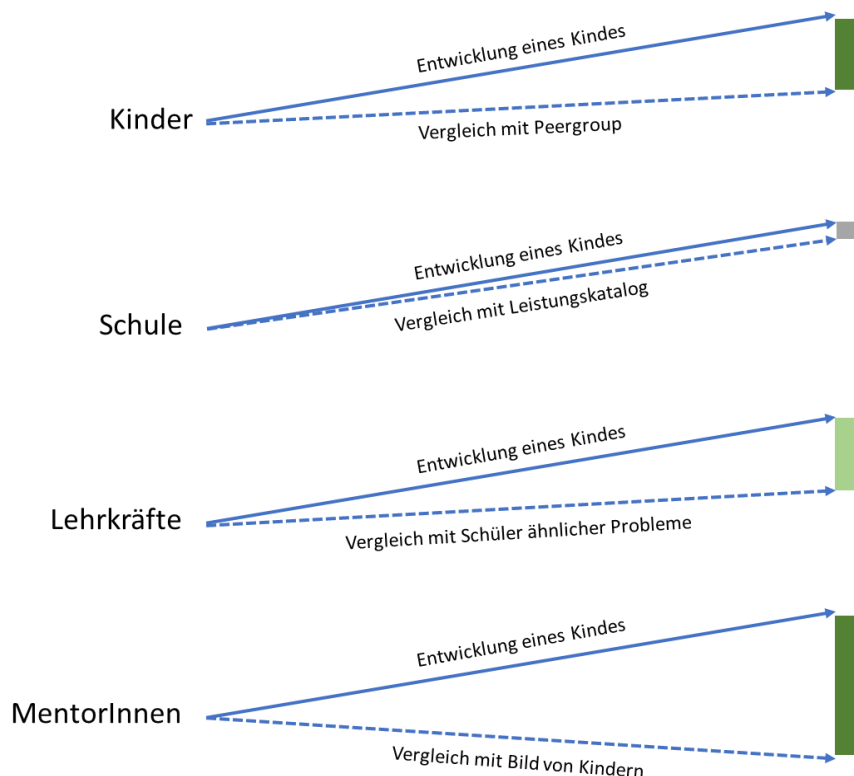 Entwicklung eines Kindes
Kinder
Vergleich mit Peergroup
Entwicklung eines Kindes
Schule
Vergleich mit Leistungskatalog
Entwicklung eines Kindes
Lehrkräfte
Vergleich mit Schüler ähnlicher Probleme
Entwicklung eines Kindes
MentorInnen
Vergleich mit Bild von Kindern